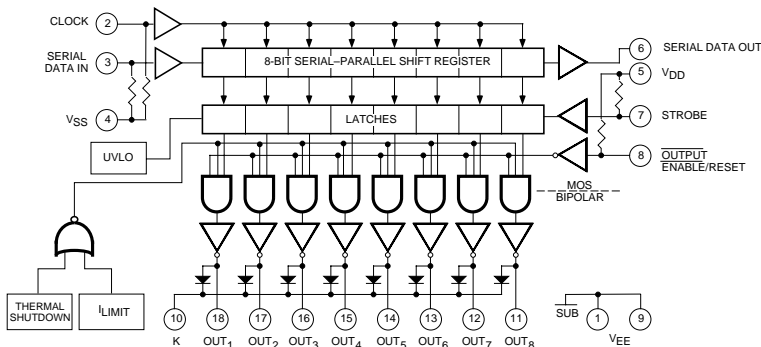 CLOCK 2
SERIAL DATA IN 3
VSS 4
8-BIT SERIAL–PARALLEL SHIFT REGISTER
6 SERIAL DATA OUT
5 VDD
LATCHES
7 STROBE
UVLO
8 OUTPUT
ENABLE/RESET
MOS
BIPOLAR
THERMAL
SHUTDOWN
ILIMIT
10 18 17 16 15 14 13 12 11
K OUT1 OUT2 OUT3 OUT4 OUT5 OUT6 OUT7 OUT8
SUB
1 9
VEE